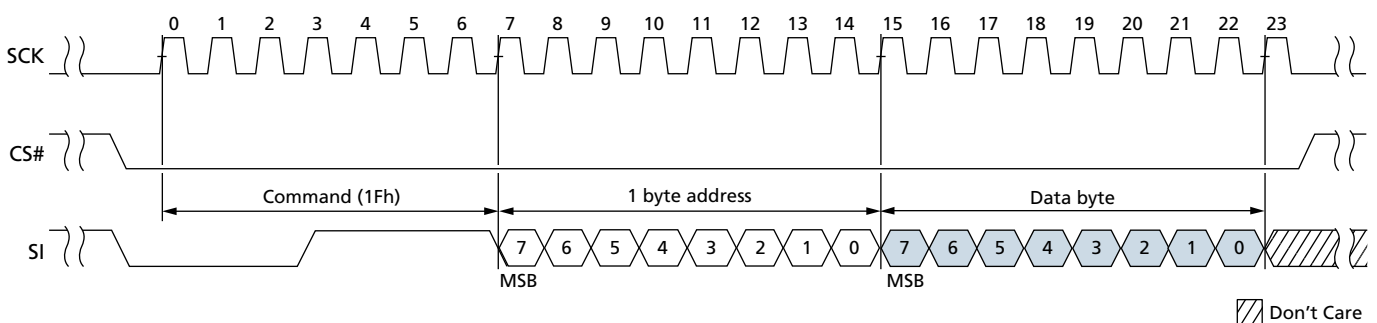 0 1 2 3 4 5 6 7 8 9 10 11 12 13 14 15 16 17 18 19 20 21 22 23
SCK
CS#
Command (1Fh) 1 byte address Data byte
SI 7 6 5 4 3 2 1 0 7 6 5 4 3 2 1 0
MSB MSB
Don't Care